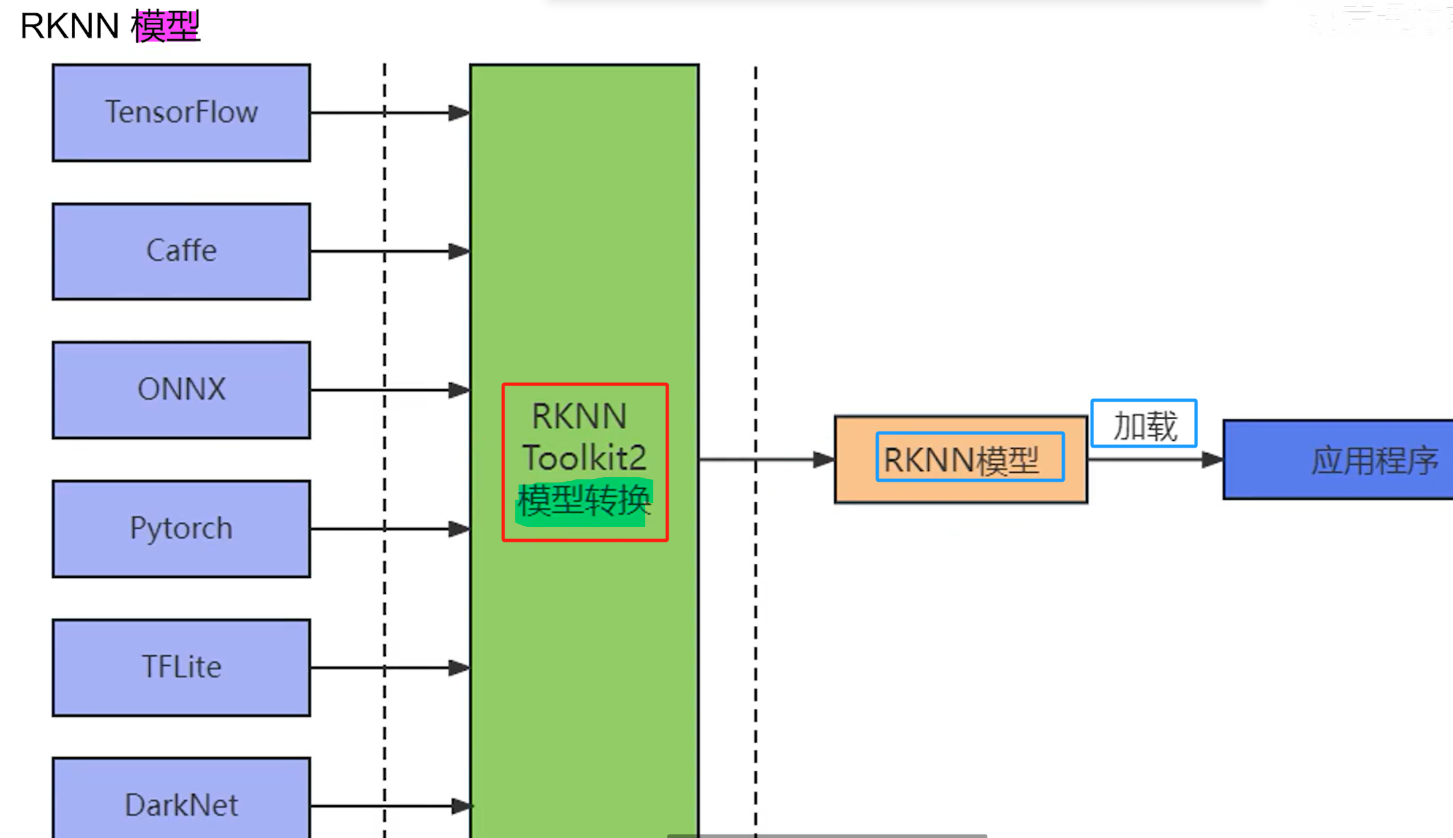 RKNN 模型
TensorFlow
Caffe
ONNX
Pytorch
TFLite
DarkNet
RKNN
Toolkit2
模型转换
RKNN模型
加载
应用程序